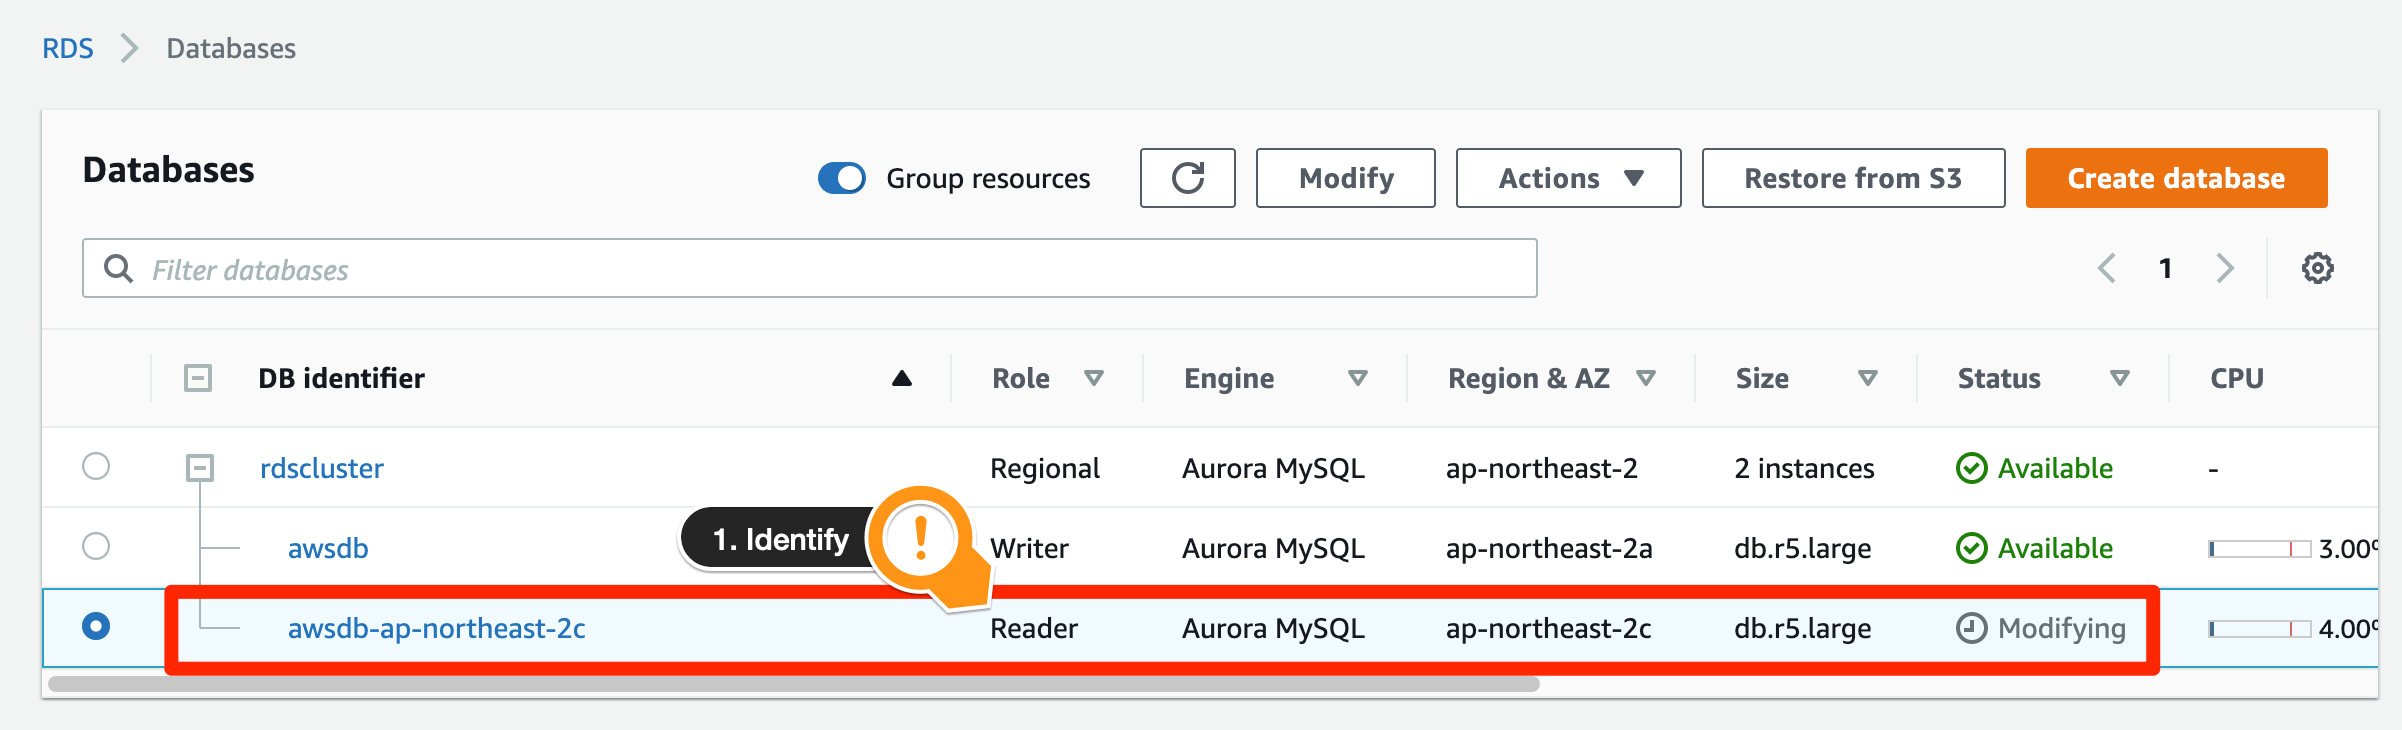 RDS Databases
Databases Group resources Modify Actions Restore from S3 Create database
Filter databases 1
DB identifier Role Engine Region & AZ Size Status CPU
rdscluster Regional Aurora MySQL ap-northeast-2 2 instances Available -
1. Identify !
awsdb Writer Aurora MySQL ap-northeast-2a db.r5.large Available 3.00%
awsdb-ap-northeast-2c Reader Aurora MySQL ap-northeast-2c db.r5.large Modifying 4.00%